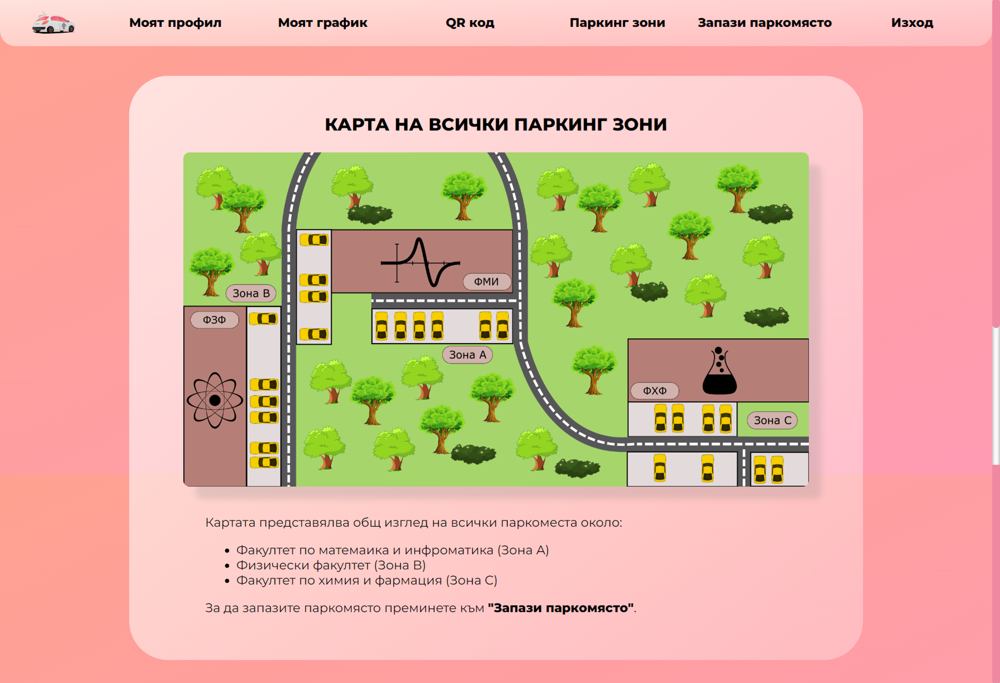 Моят профил
Моят график
QR код
Паркинг зони
Запази паркомясто
Изход
КАРТА НА ВСИЧКИ ПАРКИНГ ЗОНИ
ФМИ
Зона B
ФЗФ
Зона A
ФХФ
Зона C
Картата представялва общ изглед на всички паркоместа около:
Факултет по матемаика и инфроматика (Зона A)
Физически факултет (Зона B)
Факултет по химия и фармация (Зона C)
За да запазите паркомясто преминете към "Запази паркомясто".